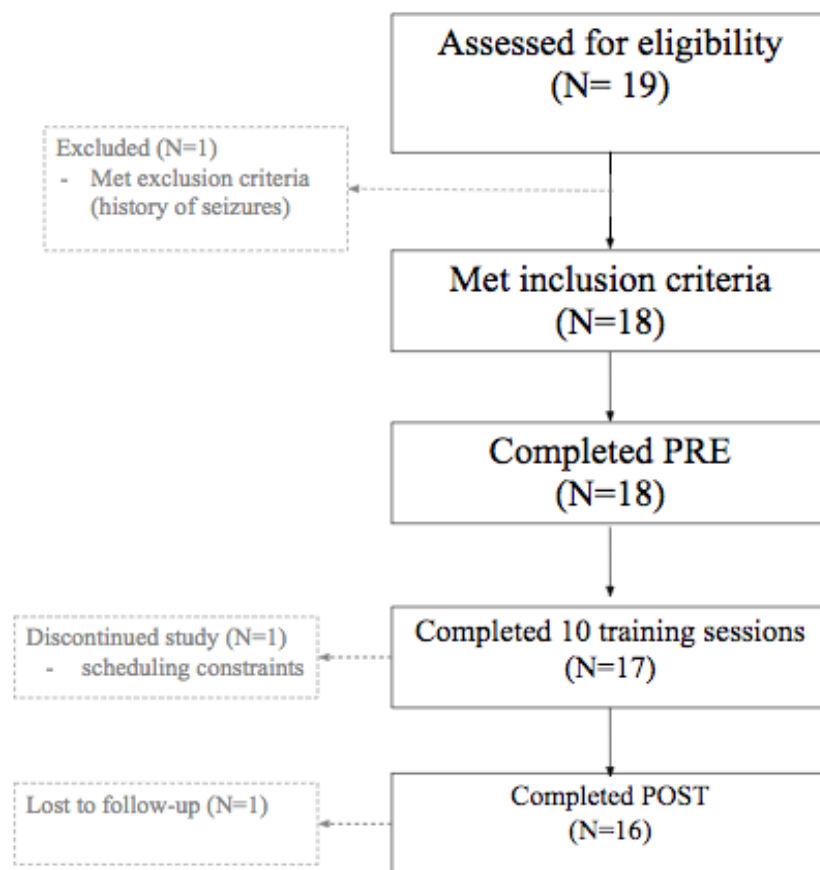 Assessed for eligibility
(N= 19)
Excluded (N=1)
- Met exclusion criteria
(history of seizures)
Met inclusion criteria
(N=18)
Completed PRE
(N=18)
Completed 10 training sessions
(N=17)
Discontinued study (N=1)
- scheduling constraints
Completed POST
(N=16)
Lost to follow-up (N=1)